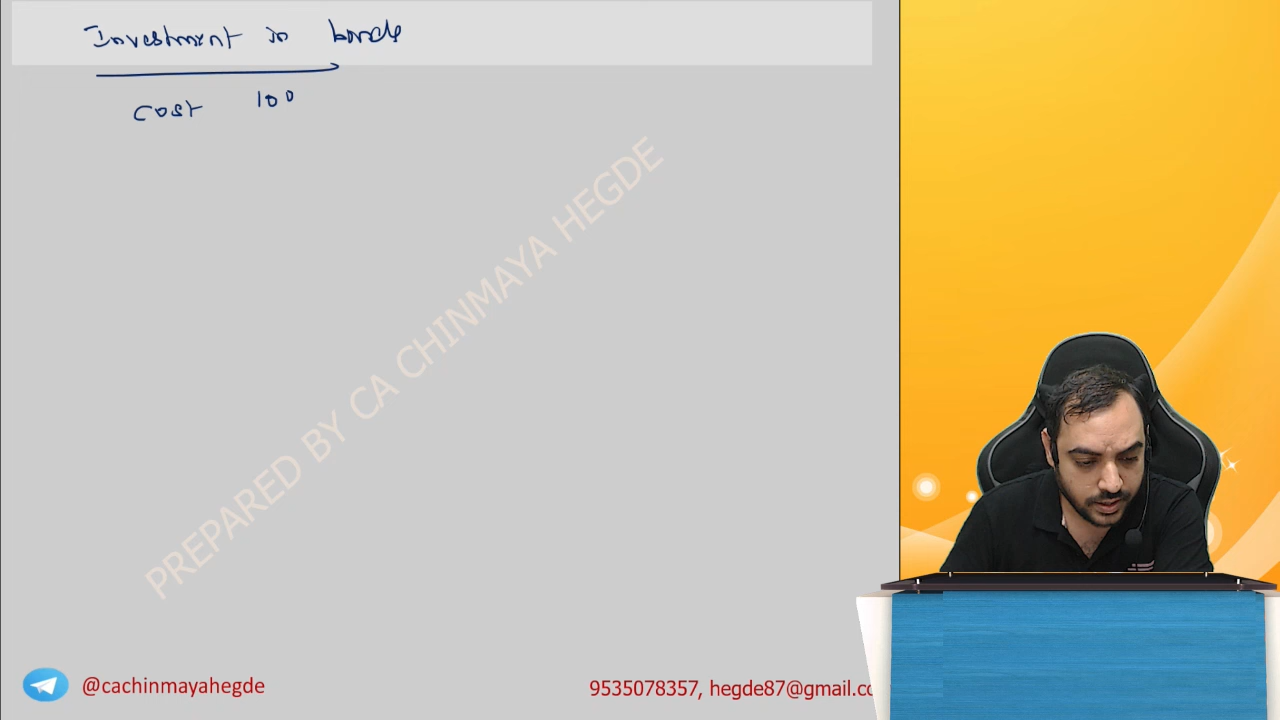 Investment in bonds
Cost 100
PREPARED BY CA CHINMAYA HEGDE
@cachinmayahegde
9535078357, hegde87@gmail.co